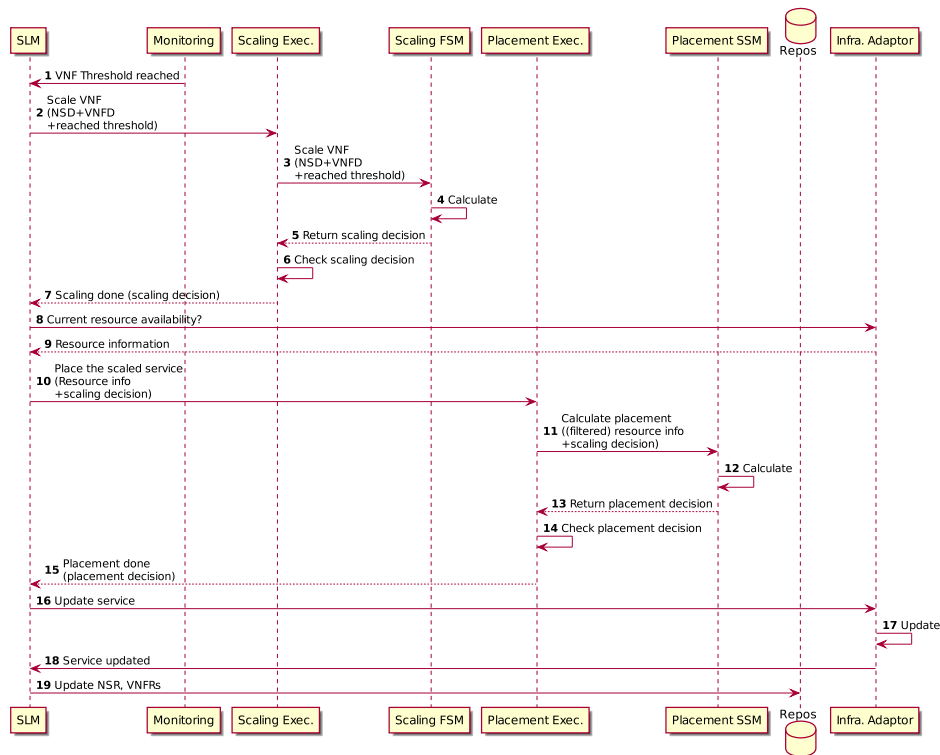 Repos
SLM
Monitoring
Scaling Exec.
Scaling FSM
Placement Exec.
Placement SSM
Infra. Adaptor
1 VNF Threshold reached
Scale VNF
2 (NSD+VNFD
+reached threshold)
Scale VNF
3 (NSD+VNFD
+reached threshold)
4 Calculate
5 Return scaling decision
6 Check scaling decision
7 Scaling done (scaling decision)
8 Current resource availability?
9 Resource information
Place the scaled service
10 (Resource info
+scaling decision)
Calculate placement
11 ((filtered) resource info
+scaling decision)
12 Calculate
13 Return placement decision
14 Check placement decision
Placement done
15 (placement decision)
16 Update service
17 Update
18 Service updated
19 Update NSR, VNFRs
SLM
Monitoring
Scaling Exec.
Scaling FSM
Placement Exec.
Placement SSM
Repos
Infra. Adaptor